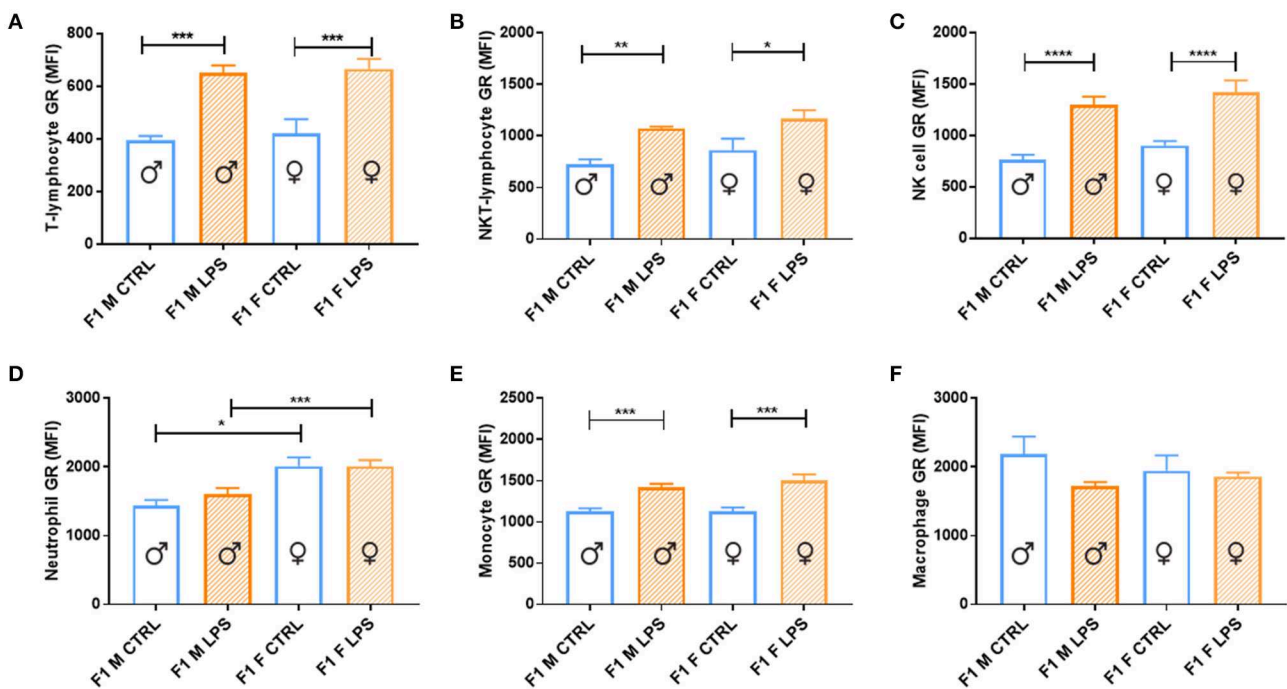 A
T-lymphocyte GR (MFI)
800
600
400
200
0
***
***
♂
♂
♀
♀
F1 M CTRL
F1 M LPS
F1 F CTRL
F1 F LPS
B
NKT-lymphocyte GR (MFI)
2000
1500
1000
500
0
**
*
♂
♂
♀
♀
F1 M CTRL
F1 M LPS
F1 F CTRL
F1 F LPS
C
NK cell GR (MFI)
2000
1500
1000
500
0
****
****
♂
♂
♀
♀
F1 M CTRL
F1 M LPS
F1 F CTRL
F1 F LPS
D
Neutrophil GR (MFI)
3000
2000
1000
0
***
*
♂
♂
♀
♀
F1 M CTRL
F1 M LPS
F1 F CTRL
F1 F LPS
E
Monocyte GR (MFI)
2500
2000
1500
1000
500
0
***
***
♂
♂
♀
♀
F1 M CTRL
F1 M LPS
F1 F CTRL
F1 F LPS
F
Macrophage GR (MFI)
3000
2000
1000
0
♂
♂
♀
♀
F1 M CTRL
F1 M LPS
F1 F CTRL
F1 F LPS